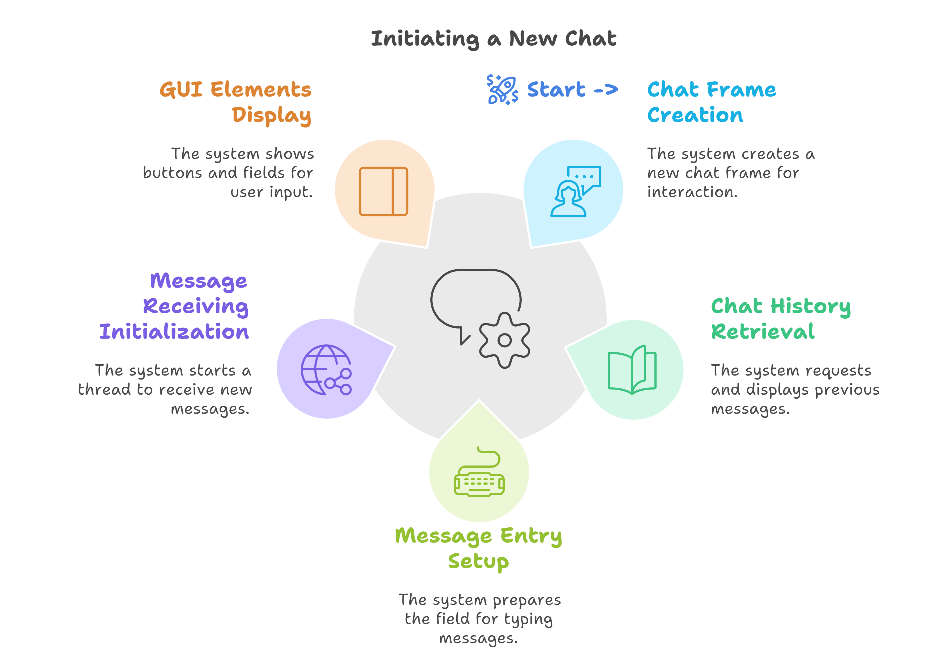 Initiating a New Chat
Start ->
Chat Frame
Creation
The system creates a
new chat frame for
interaction.
Chat History
Retrieval
The system requests
and displays previous
messages.
Message Entry
Setup
The system prepares
the field for typing
messages.
Message
Receiving
Initialization
The system starts a
thread to receive new
messages.
GUI Elements
Display
The system shows
buttons and fields for
user input.